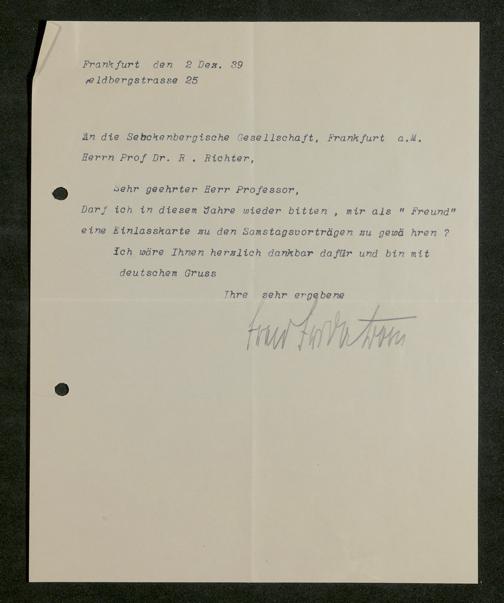 Frankfurt den 2 Dez. 39
Feldbergstrasse 25
An die Sebckenbergische Gesellschaft, Frankfurt a.M.
Herrn Prof Dr. R . Richter,
Sehr geehrter Herr Professor,
Darf ich in diesem Jahre wieder bitten , mir als " Freund"
eine Einlasskarte zu den Samstagsvorträgen zu gewä hren ?
Ich wäre Ihnen herzlich dankbar dafür und bin mit
deutschem Gruss
Ihre sehr ergebene